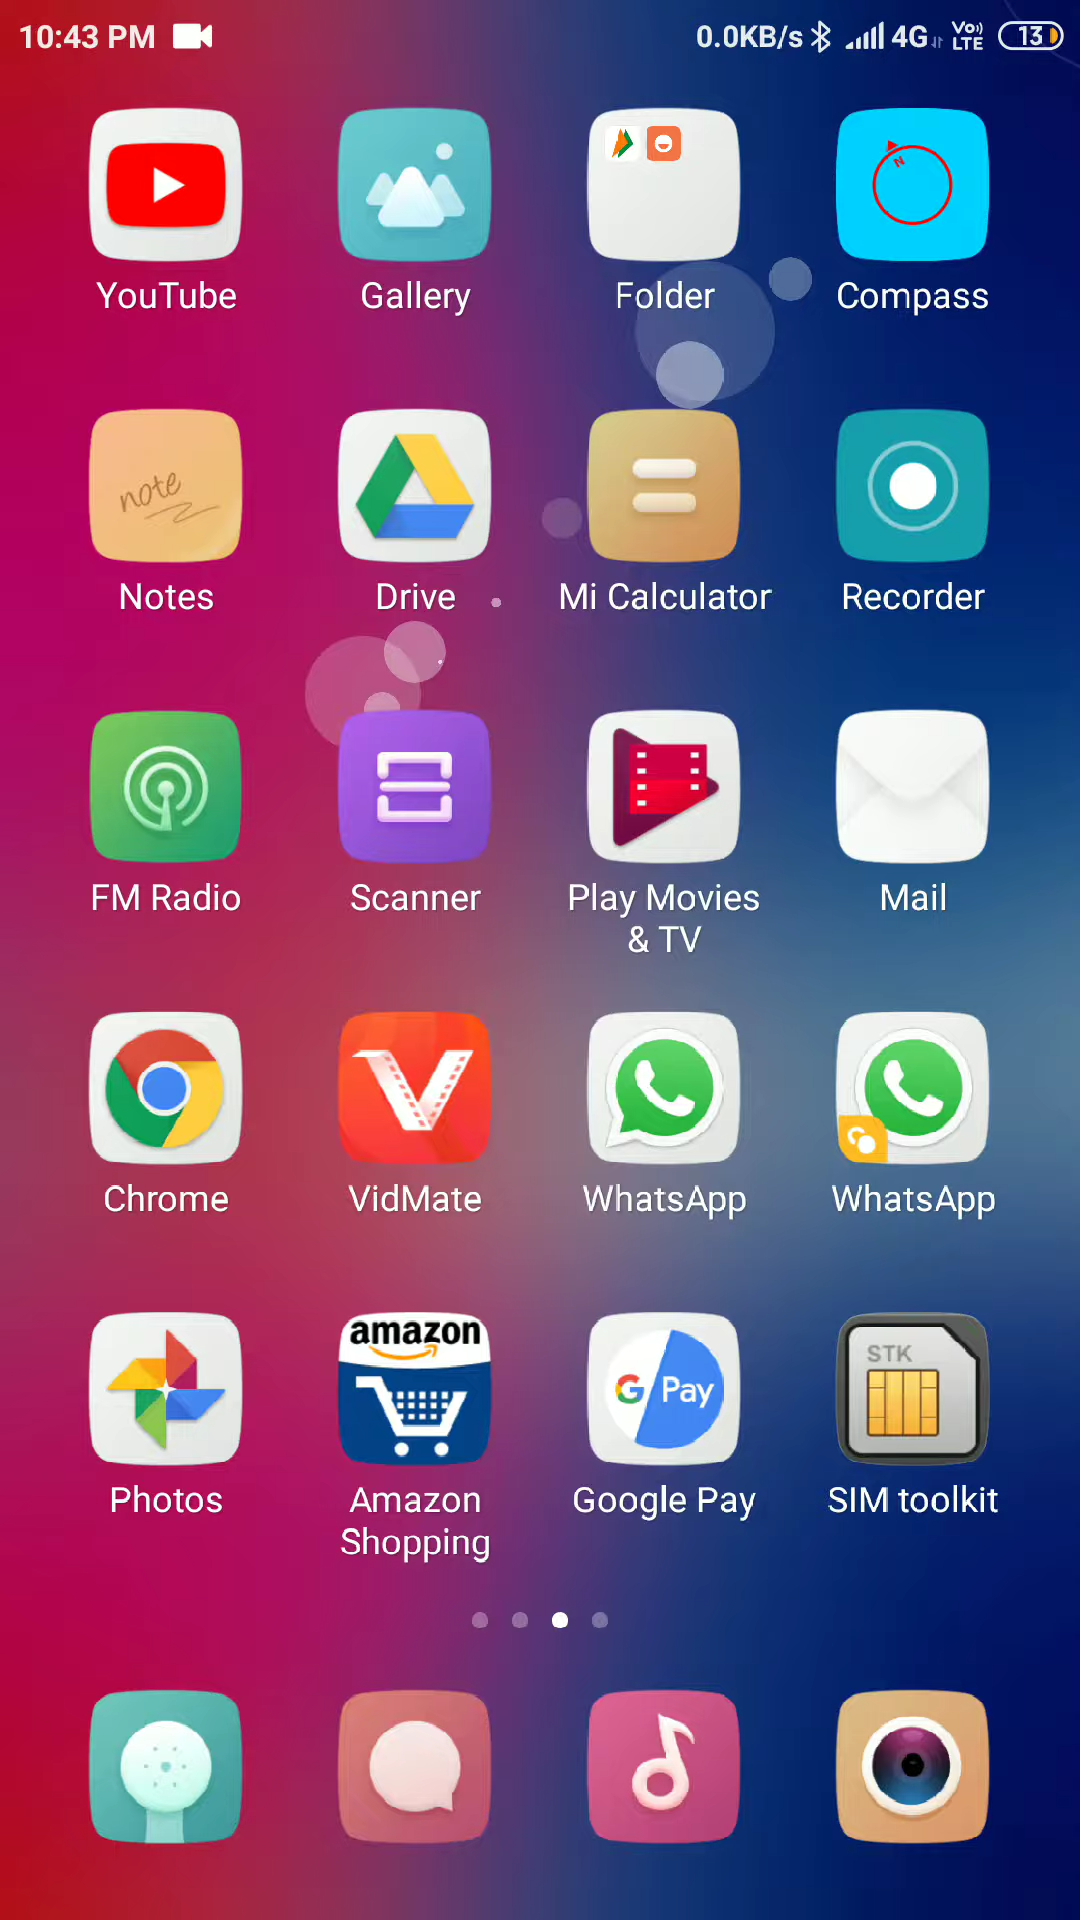 10:43 PM 0.0KB/s 4G VoLTE 13
YouTube Gallery Folder Compass
N
note
Notes Drive Mi Calculator Recorder
FM Radio Scanner Play Movies & TV Mail
Chrome VidMate WhatsApp WhatsApp
amazon
G Pay
STK
Photos Amazon Shopping Google Pay SIM toolkit